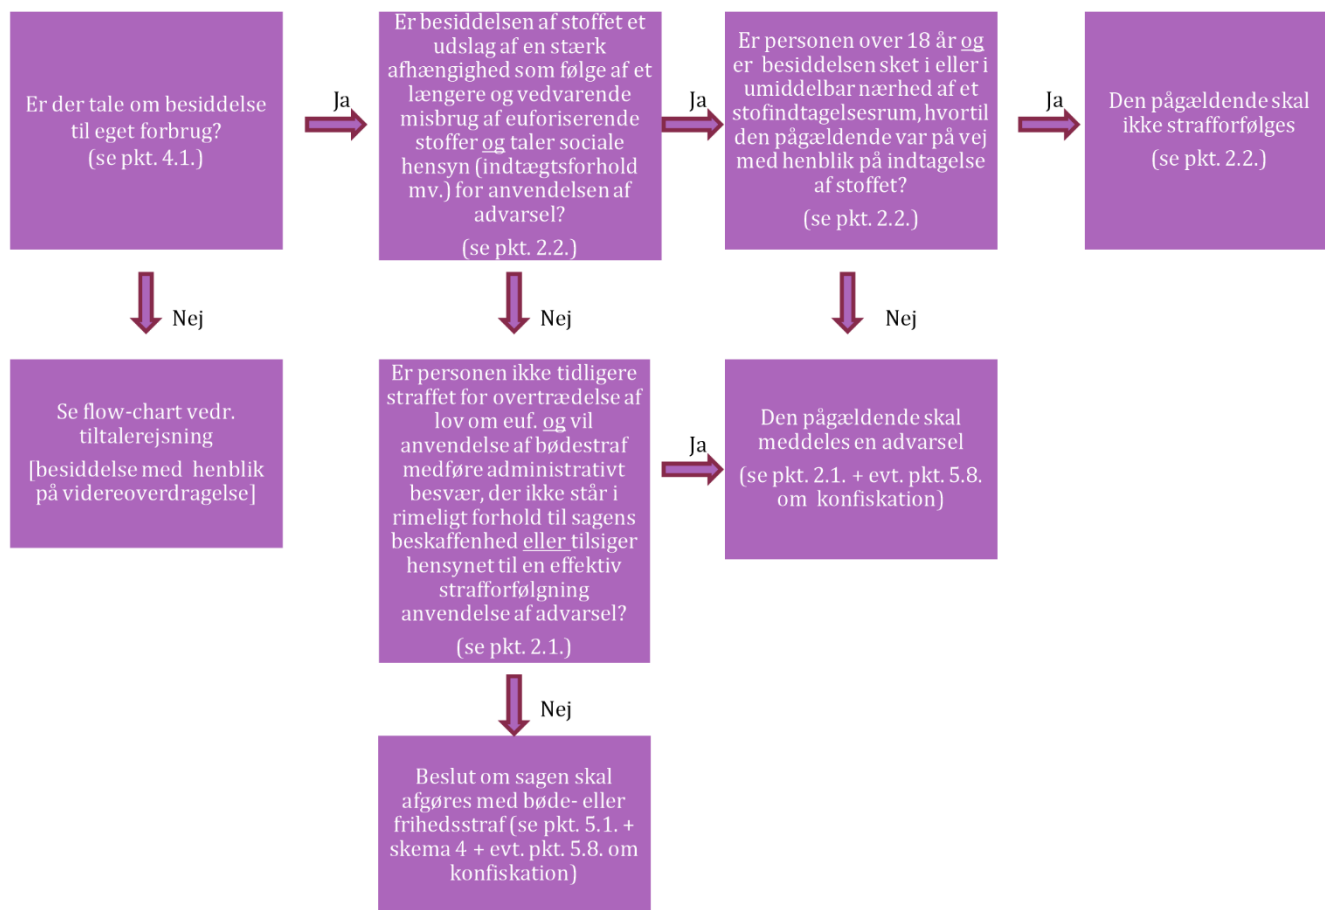 Er der tale om besiddelse
til eget forbrug?
(se pkt. 4.1.)
Ja
Er besiddelsen af stoffet et
udslag af en stærk
afhængighed som følge af et
længere og vedvarende
misbrug af euforiserende
stoffer og taler sociale
hensyn (indtægtsforhold
mv.) for anvendelsen af
advarsel?
(se pkt. 2.2.)
Ja
Er personen over 18 år og
er besiddelsen sket i eller i
umiddelbar nærhed af et
stofindtagelsesrum, hvortil
den pågældende var på vej
med henblik på indtagelse
af stoffet?
(se pkt. 2.2.)
Ja
Den pågældende skal
ikke strafforfølges
(se pkt. 2.2.)
Nej
Nej
Nej
Se flow-chart vedr.
tiltalerejsning
[besiddelse med henblik
på videreoverdragelse]
Er personen ikke tidligere
straffet for overtrædelse af
lov om euf. og vil
anvendelse af bødestraf
medføre administrativt
besvær, der ikke står i
rimeligt forhold til sagens
beskaffenhed eller tilsiger
hensynet til en effektiv
strafforfølgning
anvendelse af advarsel?
(se pkt. 2.1.)
Ja
Den pågældende skal
meddeles en advarsel
(se pkt. 2.1. + evt. pkt. 5.8.
om konfiskation)
Nej
Beslut om sagen skal
afgøres med bøde- eller
frihedsstraf (se pkt. 5.1. +
skema 4 + evt. pkt. 5.8. om
konfiskation)